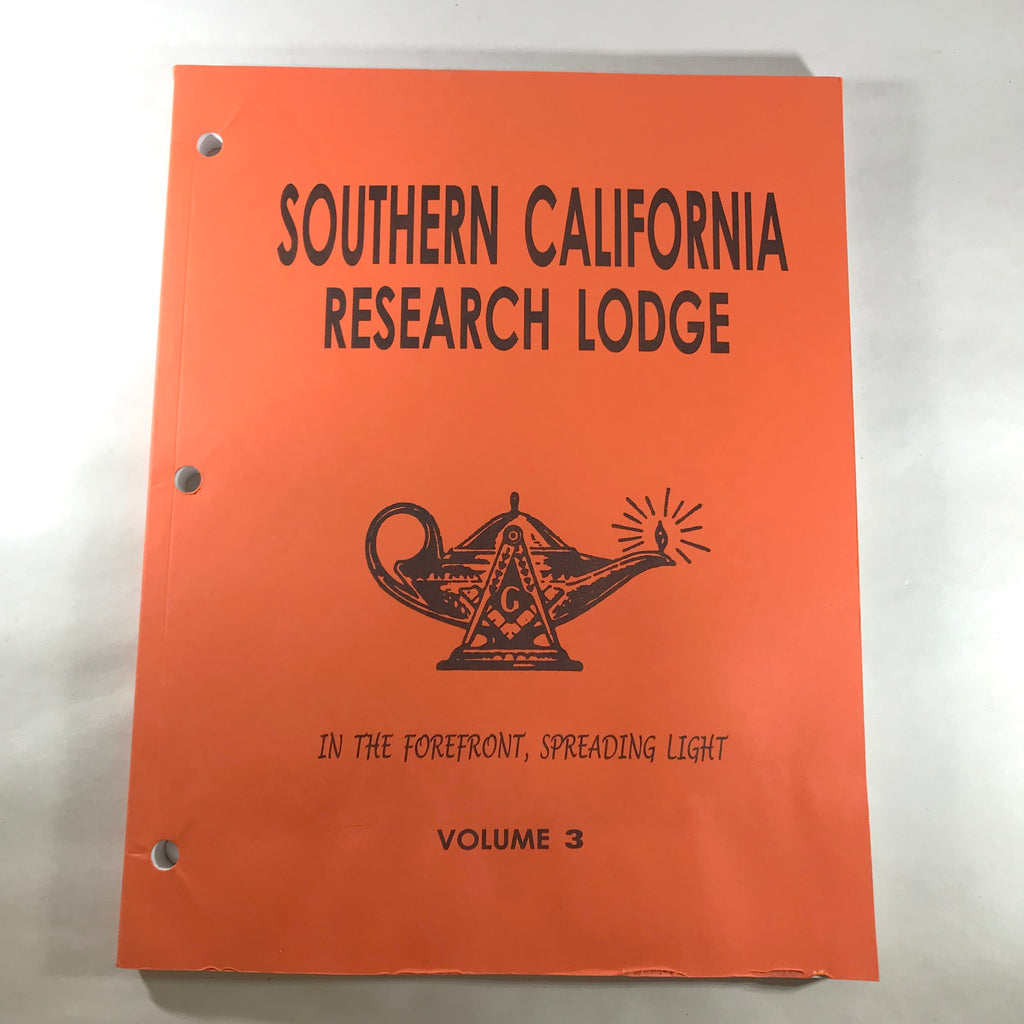 SOUTHERN CALIFORNIA
RESEARCH LODGE
G
IN THE FOREFRONT, SPREADING LIGHT
VOLUME 3